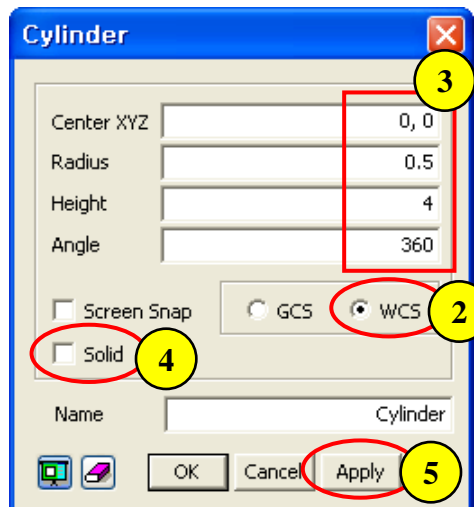 Cylinder
3
Center XYZ 0, 0
Radius 0.5
Height 4
Angle 360
Screen Snap GCS WCS 2
Solid 4
Name Cylinder
OK Cancel Apply 5